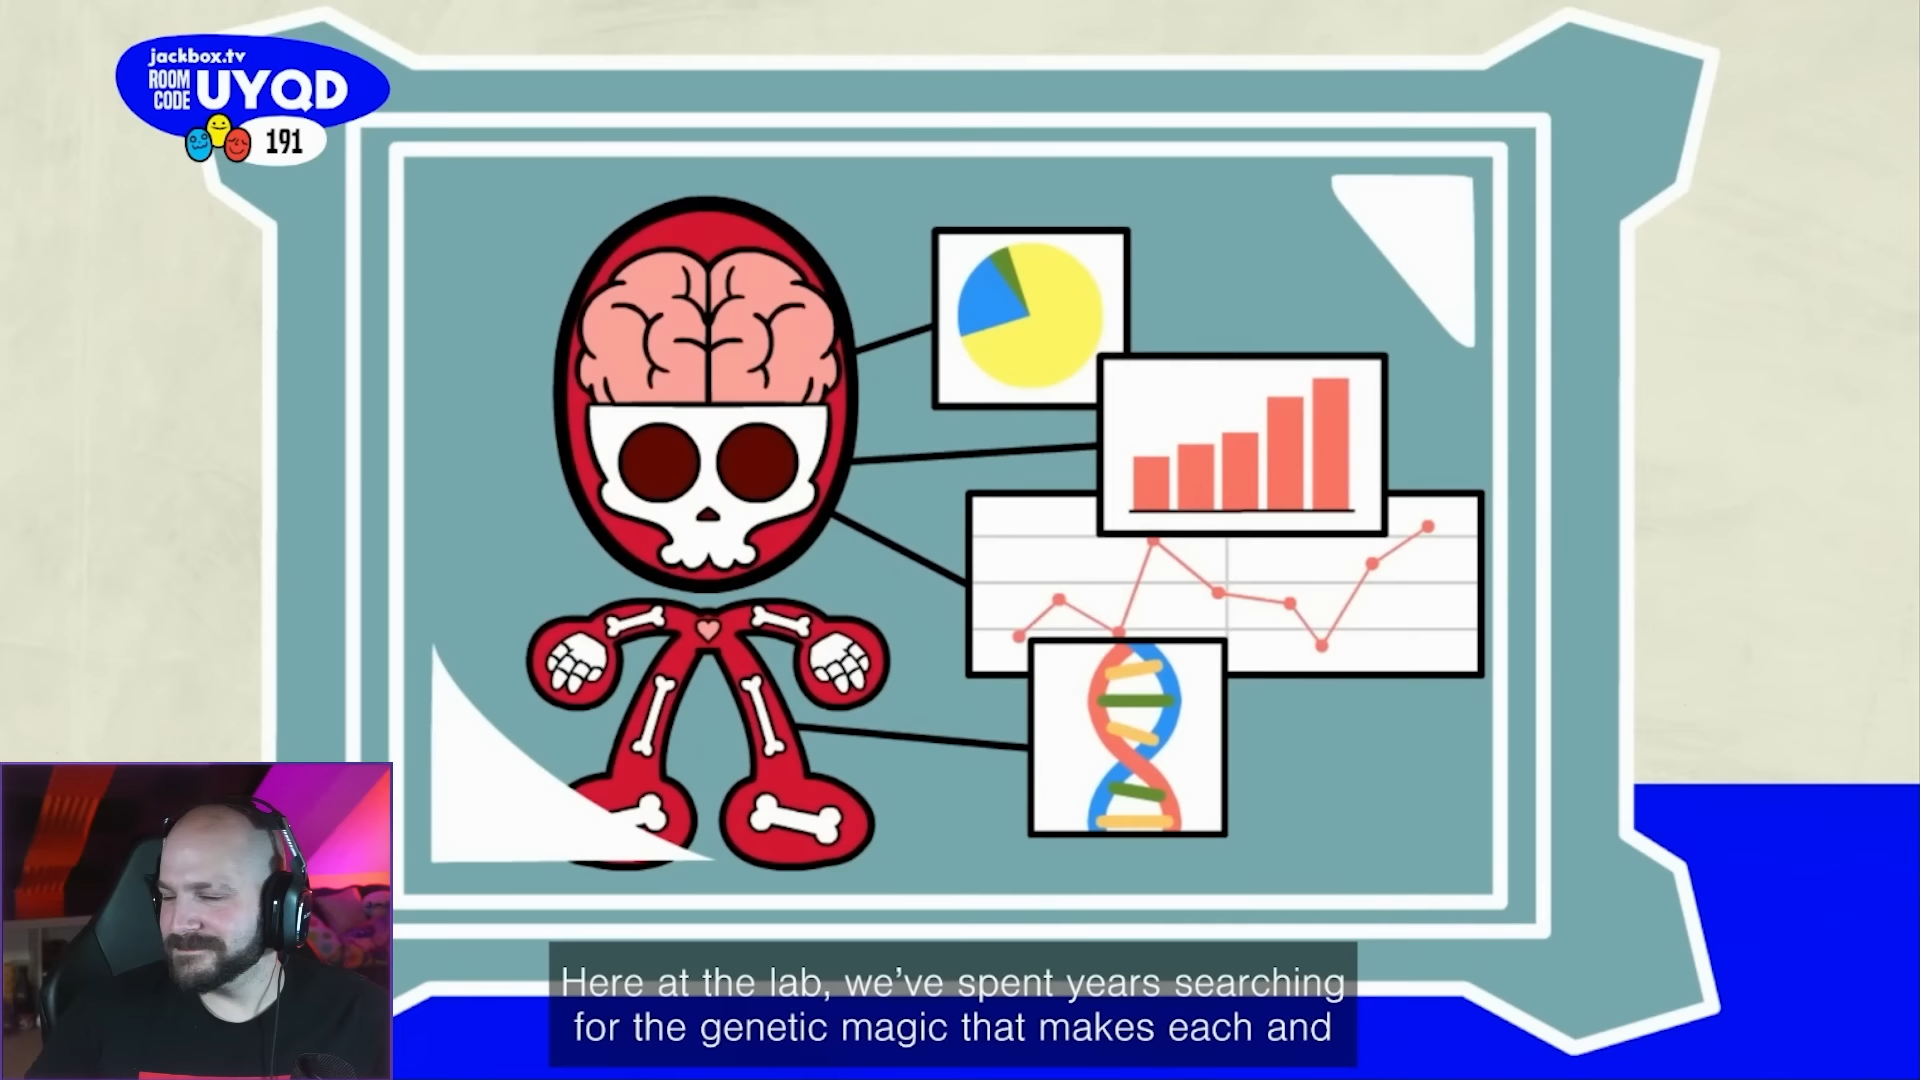 jackbox.tv
ROOM
CODE
UYQD
191
Here at the lab, we've spent years searching
for the genetic magic that makes each and